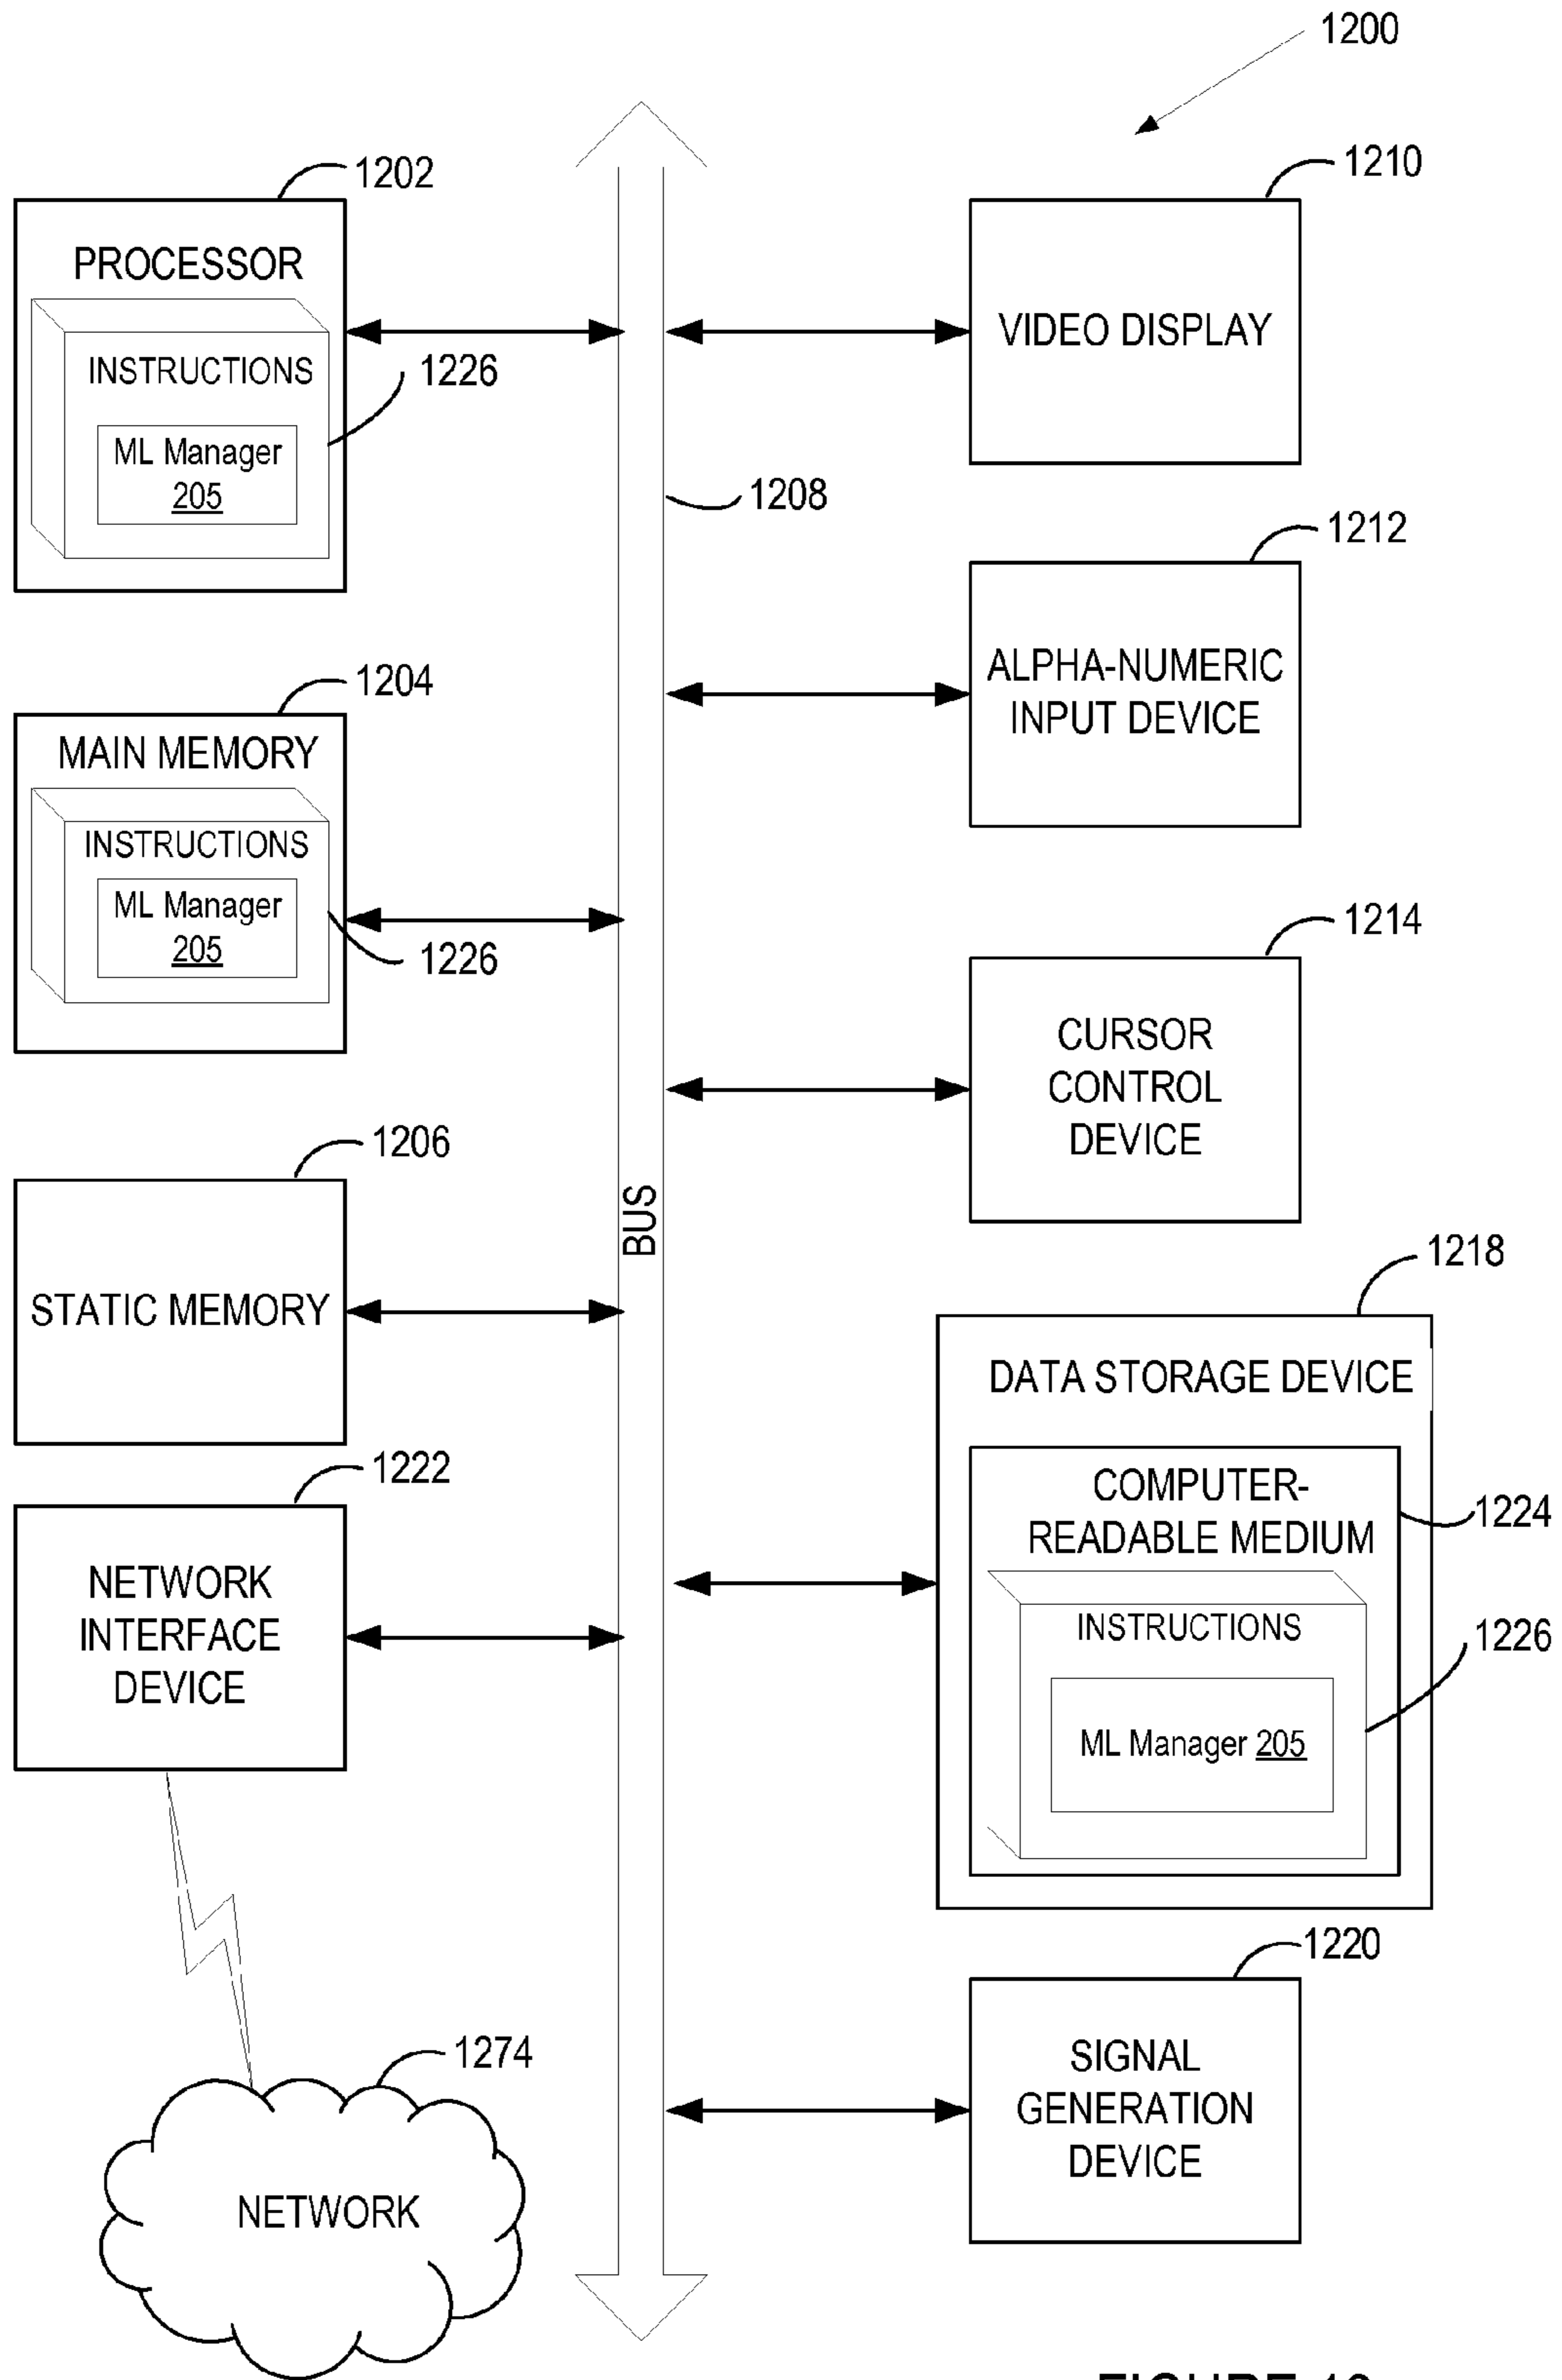 1200
1202
PROCESSOR
INSTRUCTIONS
1226
ML Manager
205
1204
MAIN MEMORY
INSTRUCTIONS
ML Manager
205
1226
1206
STATIC MEMORY
1222
NETWORK
INTERFACE
DEVICE
1274
NETWORK
1208
BUS
1210
VIDEO DISPLAY
1212
ALPHA-NUMERIC
INPUT DEVICE
1214
CURSOR
CONTROL
DEVICE
1218
DATA STORAGE DEVICE
COMPUTER-
READABLE MEDIUM
1224
INSTRUCTIONS
1226
ML Manager 205
1220
SIGNAL
GENERATION
DEVICE